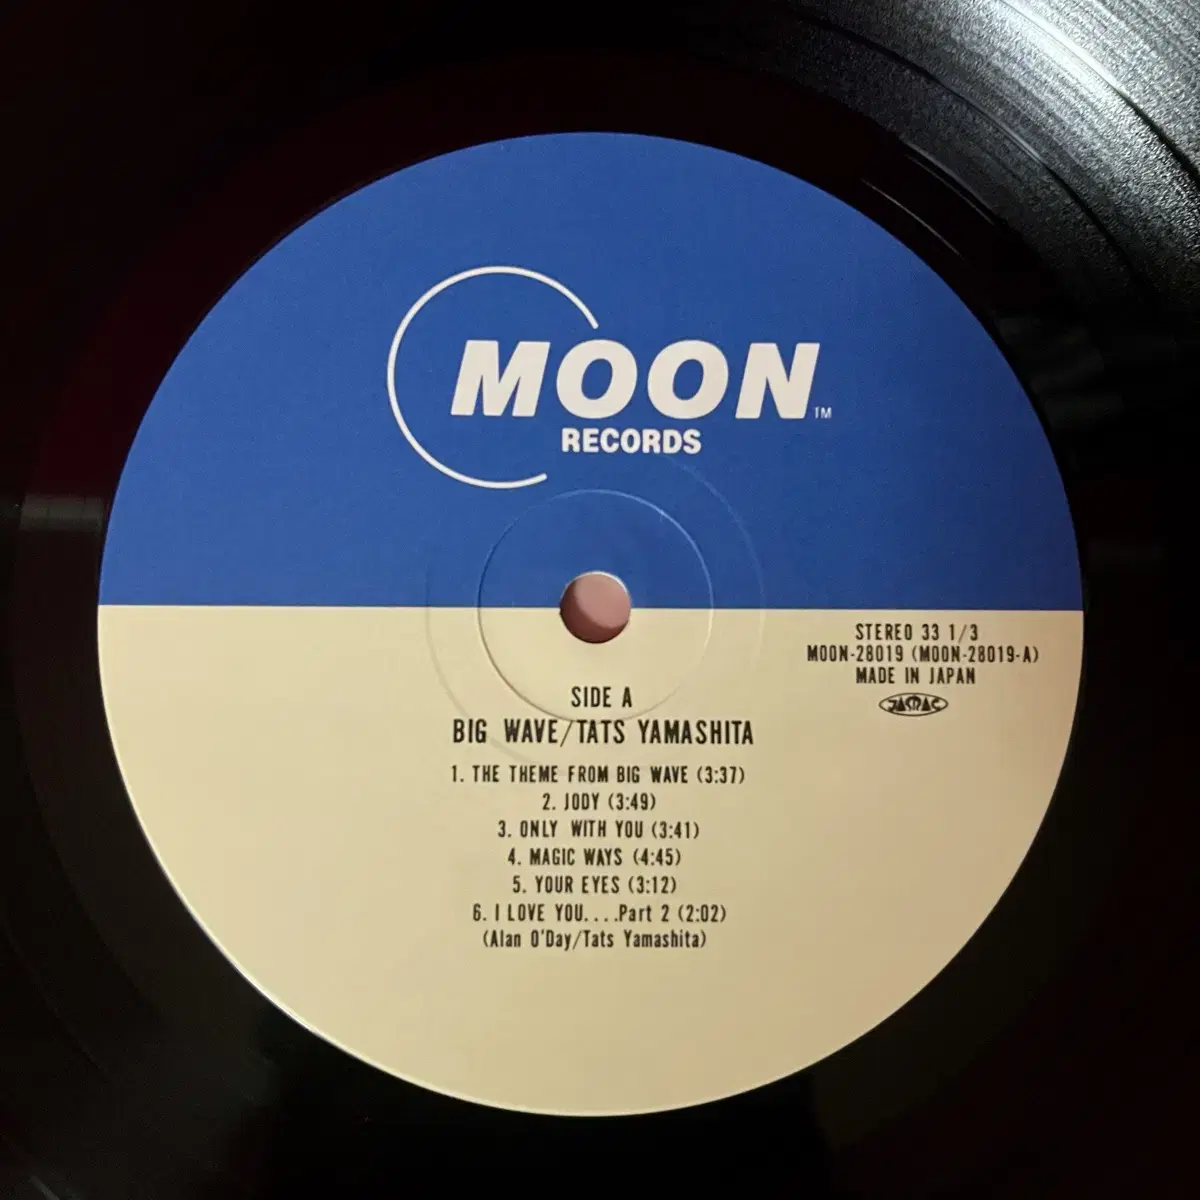 MOON™
RECORDS
STEREO 33 1/3
MOON-28019 (MOON-28019-A)
MADE IN JAPAN
JASRAC
SIDE A
BIG WAVE/TATS YAMASHITA
1. THE THEME FROM BIG WAVE (3:37)
2. JODY (3:49)
3. ONLY WITH YOU (3:41)
4. MAGIC WAYS (4:45)
5. YOUR EYES (3:12)
6. I LOVE YOU....Part 2 (2:02)
(Alan O'Day/Tats Yamashita)